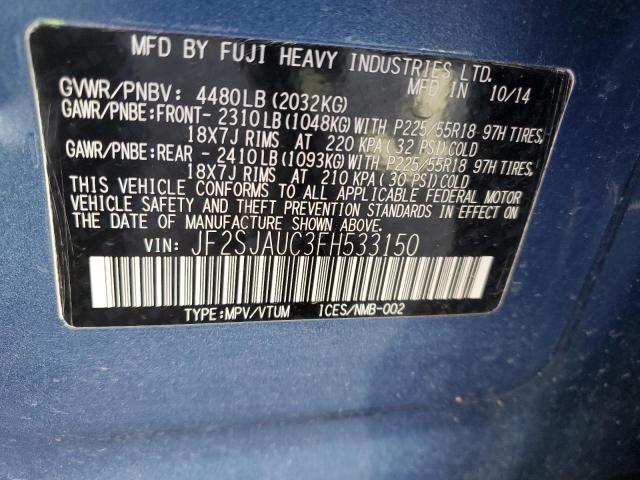 MFD BY FUJI HEAVY INDUSTRIES LTD.
MFD IN 10/14
GVWR/PNBV: 4480LB(2032KG)
GAWR/PNBE:FRONT- 2310LB(1048KG)WITH P225/55R18 97H TIRES,
18X7J RIMS AT 220 KPA(32 PSI)COLD
GAWR/PNBE:REAR - 2410LB(1093KG)WITH P225/55R18 97H TIRES,
18X7J RIMS AT 210 KPA(30 PSI)COLD
THIS VEHICLE CONFORMS TO ALL APPLICABLE FEDERAL MOTOR
VEHICLE SAFETY AND THEFT PREVENTION STANDARDS IN EFFECT ON
THE DATE OF MANUFACTURE SHOWN ABOVE.
VIN: JF2SJAUC3FH533150
TYPE:MPV/VTUM ICES/NMB-002